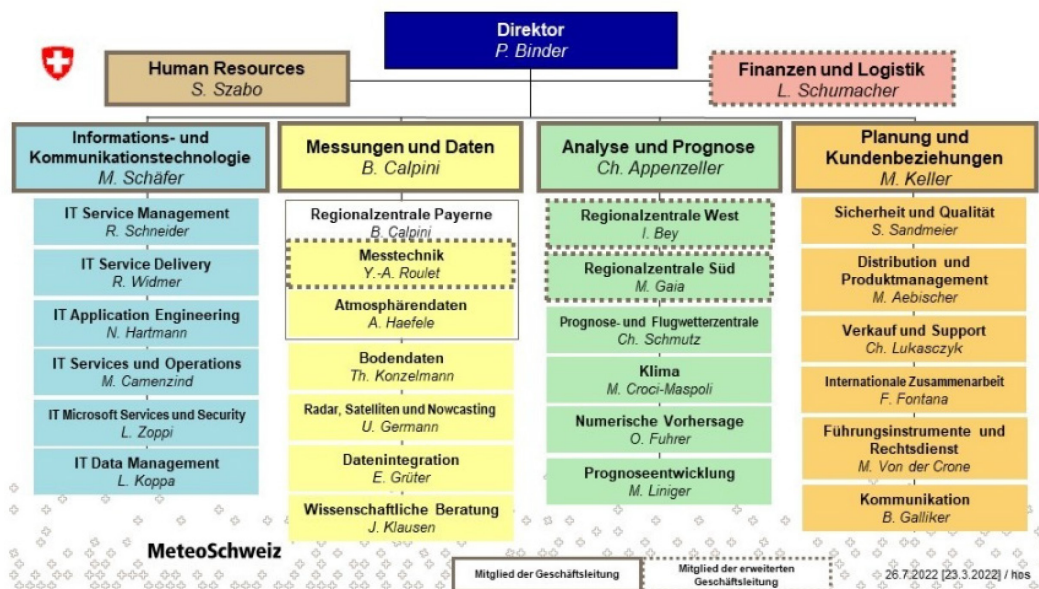 Direktor
P. Binder
Human Resources
S. Szabo
Finanzen und Logistik
L. Schumacher
Informations- und
Kommunikationstechnologie
M. Schäfer
IT Service Management
R. Schneider
IT Service Delivery
R. Widmer
IT Application Engineering
N. Hartmann
IT Services und Operations
M. Camenzind
IT Microsoft Services und Security
L. Zoppi
IT Data Management
L. Koppa
Messungen und Daten
B. Calpini
Regionalzentrale Payerne
B. Calpini
Messtechnik
Y.-A. Roulet
Atmosphärendaten
A. Haefele
Bodendaten
Th. Konzelmann
Radar, Satelliten und Nowcasting
U. Germann
Datenintegration
E. Grüter
Wissenschaftliche Beratung
J. Klausen
Analyse und Prognose
Ch. Appenzeller
Regionalzentrale West
I. Bey
Regionalzentrale Süd
M. Gaia
Prognose- und Flugwetterzentrale
Ch. Schmutz
Klima
M. Croci-Maspoli
Numerische Vorhersage
O. Fuhrer
Prognoseentwicklung
M. Liniger
Planung und
Kundenbeziehungen
M. Keller
Sicherheit und Qualität
S. Sandmeier
Distribution und
Produktmanagement
M. Aebischer
Verkauf und Support
Ch. Lukasczyk
Internationale Zusammenarbeit
F. Fontana
Führungsinstrumente und
Rechtsdienst
M. Von der Crone
Kommunikation
B. Galliker
MeteoSchweiz
Mitglied der Geschäftsleitung
Mitglied der erweiterten
Geschäftsleitung
26.7.2022 [23.3.2022] / hos